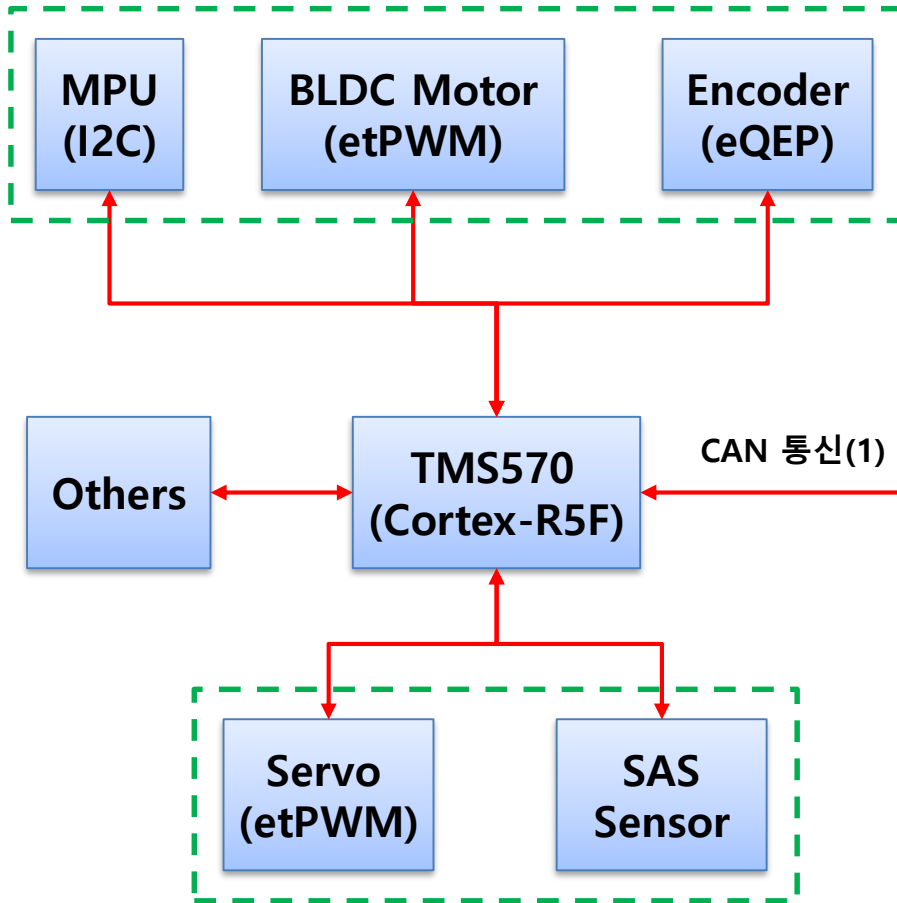 MPU
(I2C)
BLDC Motor
(etPWM)
Encoder
(eQEP)
Others
TMS570
(Cortex-R5F)
CAN 통신(1)
Servo
(etPWM)
SAS
Sensor